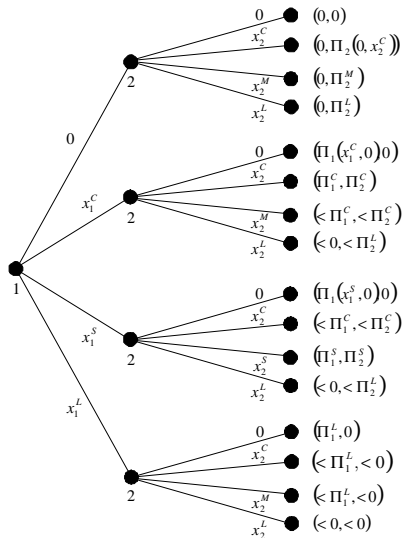 0 (0,0)
x_2^C (0,Π_2(0,x_2^C))
x_2^M (0,Π_2^M)
2
x_2^L (0,Π_2^L)
0
0 (Π_1(x_1^C,0)0)
x_2^C (Π_1^C,Π_2^C)
x_1^C
2
x_2^M (<Π_1^C,<Π_2^C)
x_2^L (<0,<Π_2^L)
1
0 (Π_1(x_1^S,0)0)
x_2^C (<Π_1^C,<Π_2^C)
x_1^S
2
x_2^S (Π_1^S,Π_2^S)
x_2^L (<0,<Π_2^L)
x_1^L
0 (Π_1^L,0)
x_2^C (<Π_1^L,<0)
2
x_2^M (<Π_1^L,<0)
x_2^L (<0,<0)